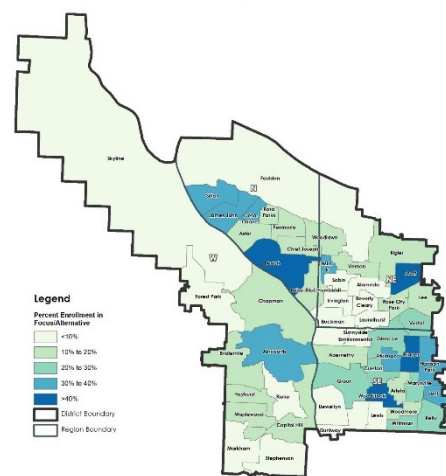 Skyline
Faubion
N
Sitton
James John
Rosa
Parks
Astor
Peninsula
Chief Joseph
Woodlawn
Rigler
Beach
Vernon
NE
Scott
Sabin
Alameda
Boise-Eliot/Humboldt
Irvington
Beverly
Cleary
Rose City
Park
Lee
W
Forest Park
Chapman
Buckman
Laurelhurst
Vestal
Sunnyside
Environmental
Glencoe
Abernethy
Atkinson
Bridlemile
Ainsworth
Creston
Marysville
Grout
SE
Hayhurst
Rieke
Woodstock
Arleta
Llewellyn
Lewis
Woodmere
Whitman
Kelly
Maplewood
Capitol Hill
Duniway
Markham
Stephenson
Legend
Percent Enrollment in
Focus/Alternative
<10%
10% to 20%
20% to 30%
30% to 40%
>40%
District Boundary
Region Boundary